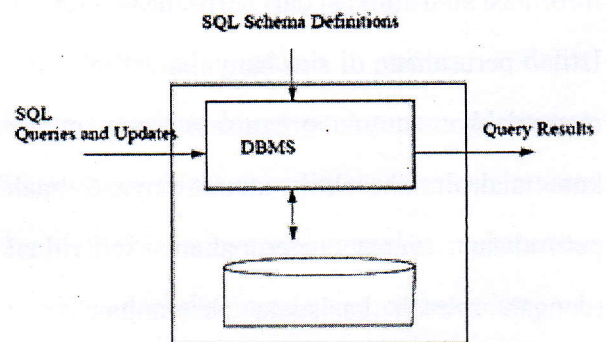 SQL Schema Definitions
SQL
Queries and Updates
DBMS
Query Results